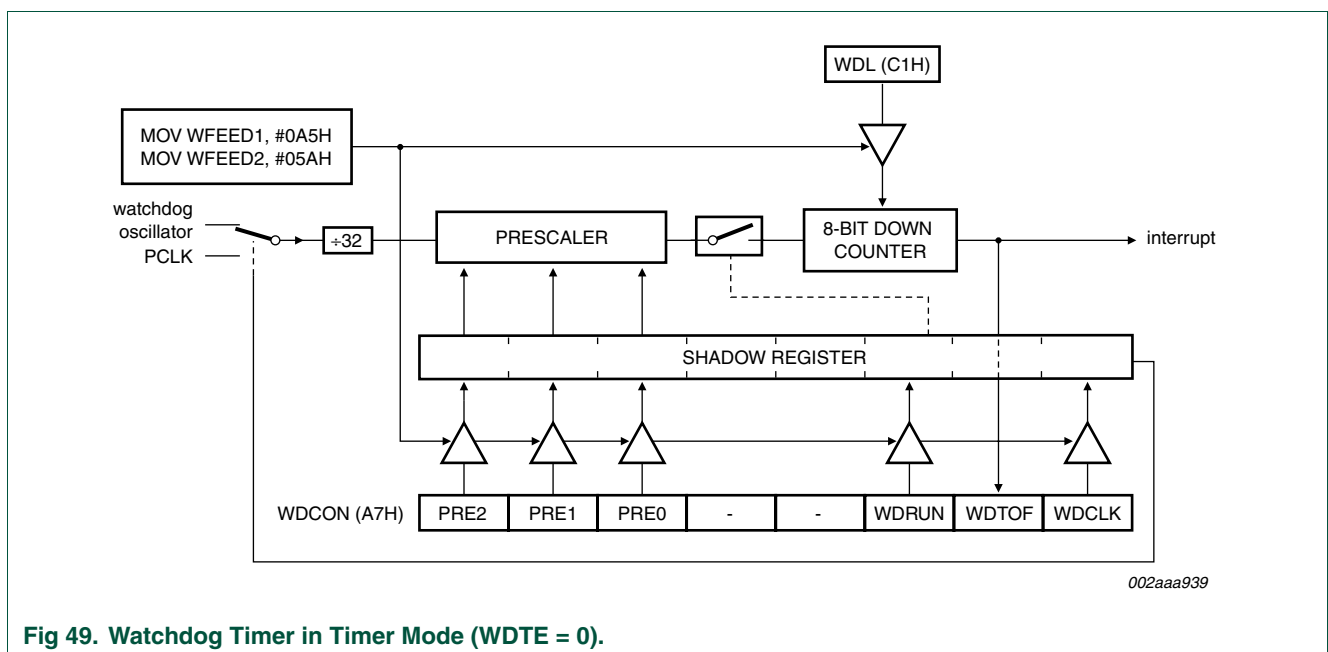 WDL (C1H)
MOV WFEED1, #0A5H
MOV WFEED2, #05AH
watchdog
oscillator
PCLK
÷32
PRESCALER
8-BIT DOWN
COUNTER
interrupt
SHADOW REGISTER
WDCON (A7H) PRE2 PRE1 PRE0 - - WDRUN WDTOF WDCLK
002aaa939
Fig 49. Watchdog Timer in Timer Mode (WDTE = 0).